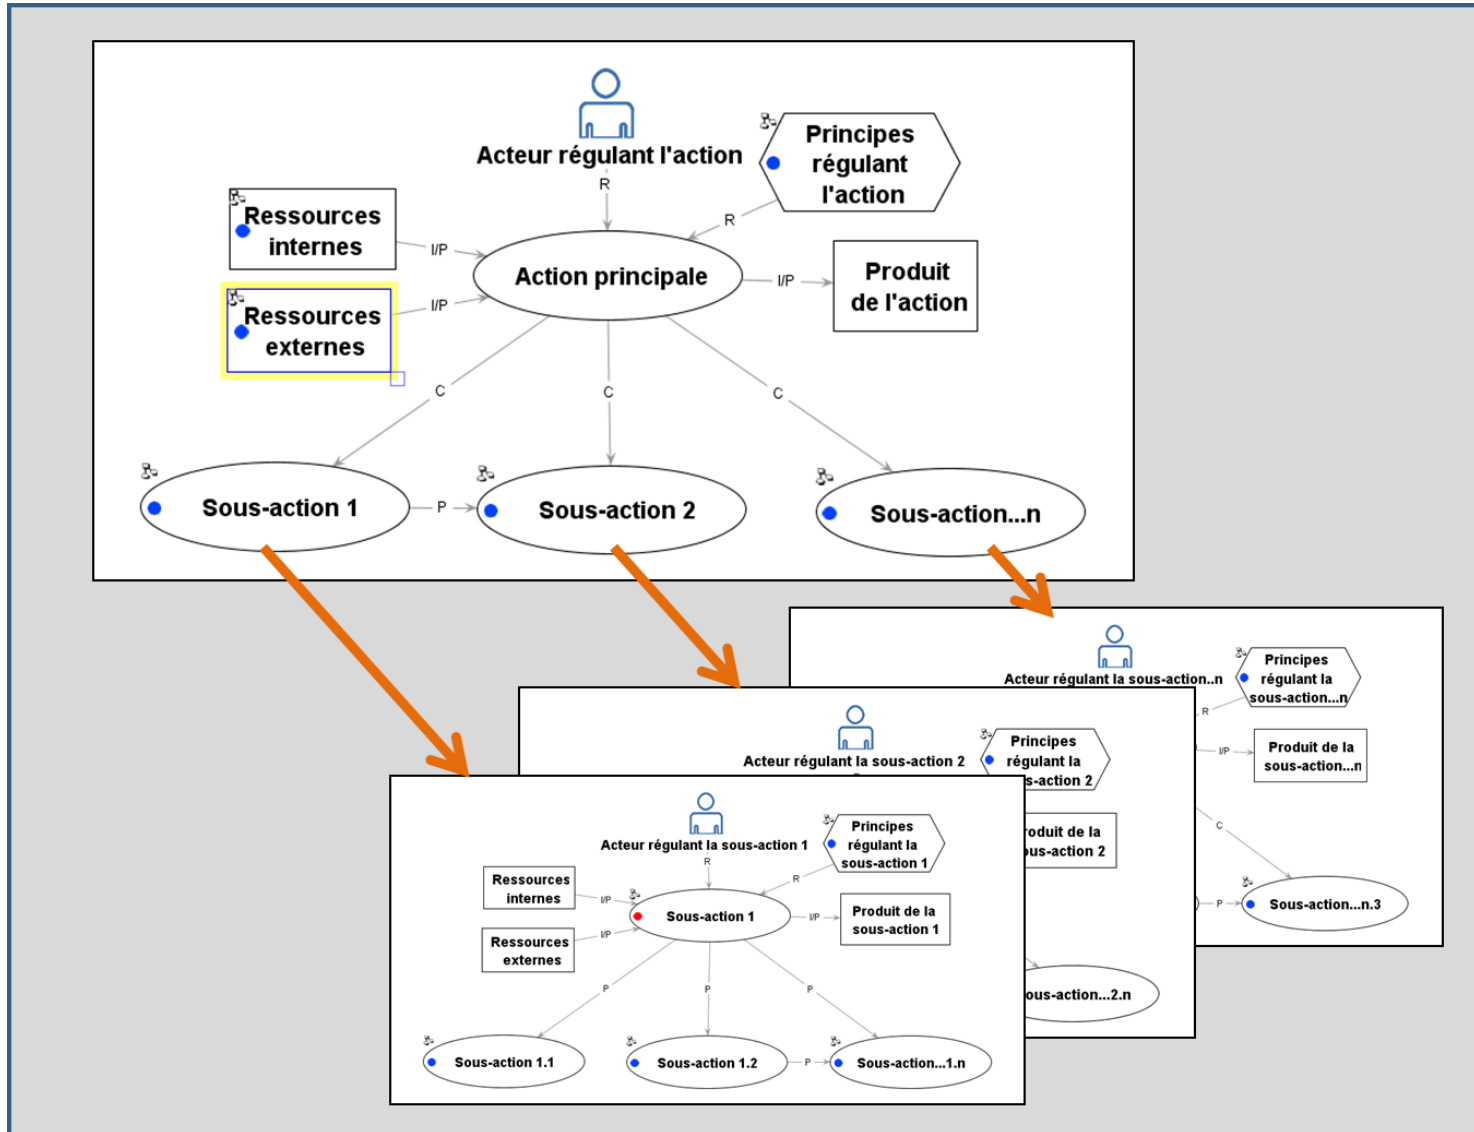 Acteur régulant l'action
Principes
régulant
l'action
R
R
Ressources
internes
I/P
Action principale
I/P
Produit
de l'action
Ressources
externes
I/P
C
C
C
Sous-action 1
P
Sous-action 2
Sous-action...n
Acteur régulant la sous-action..n
Principes
régulant la
sous-action...n
R
I/P
Produit de la
sous-action...n
C
P
Sous-action...n.3
Acteur régulant la sous-action 2
Principes
régulant la
s-action 2
roduit de la
ous-action 2
ous-action...2.n
Acteur régulant la sous-action 1
Principes
régulant la
sous-action 1
R
R
Ressources
internes
I/P
Sous-action 1
I/P
Produit de la
sous-action 1
Ressources
externes
I/P
P
P
P
Sous-action 1.1
Sous-action 1.2
P
Sous-action...1.n